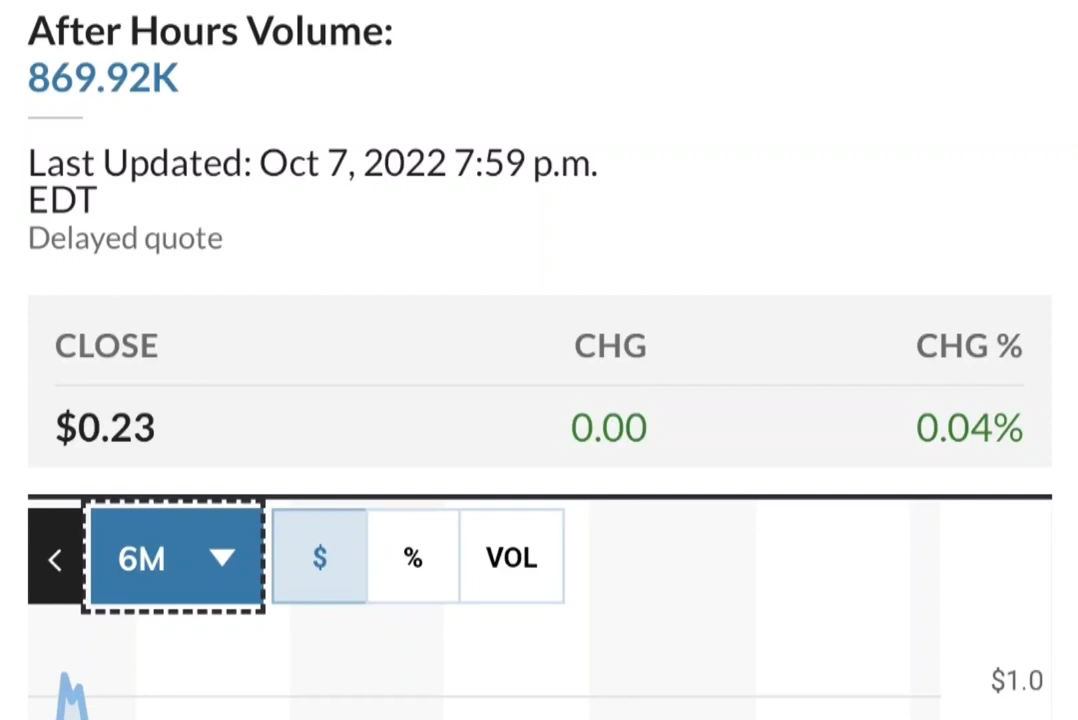 After Hours Volume:
869.92K
Last Updated: Oct 7, 2022 7:59 p.m.
EDT
Delayed quote
CLOSE CHG CHG %
$0.23 0.00 0.04%
6M $ % VOL
$1.0